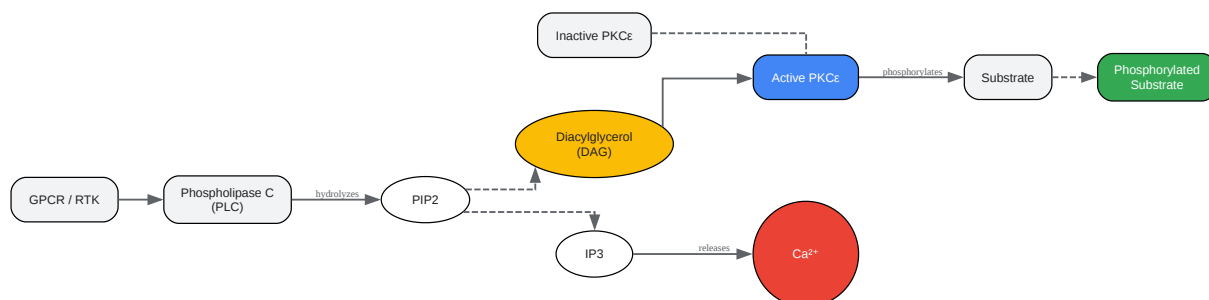 Inactive PKCε
Active PKCε
phosphorylates
Substrate
Phosphorylated
Substrate
Diacylglycerol
(DAG)
GPCR / RTK
Phospholipase C
(PLC)
hydrolyzes
PIP2
IP3
releases
Ca²⁺